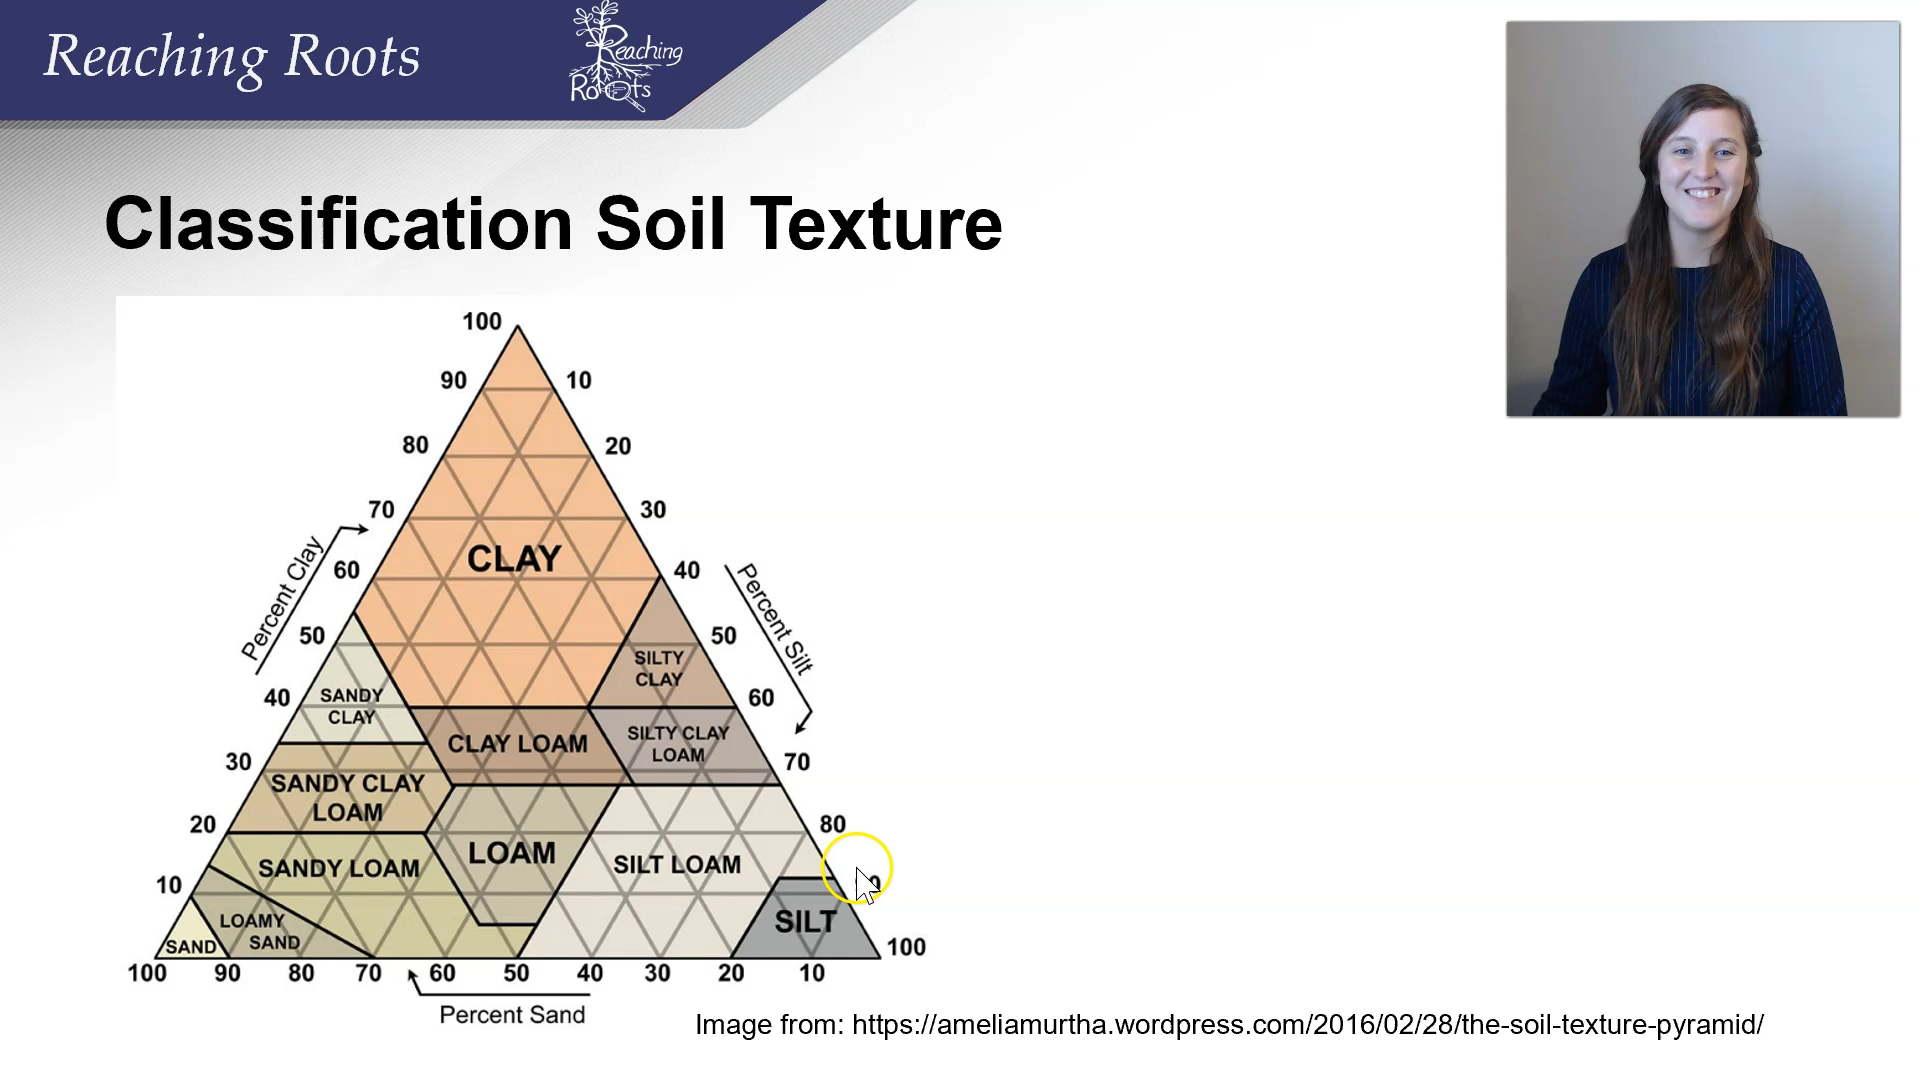 Reaching Roots
Reaching
Roots
Classification Soil Texture
100
90
10
80
20
70
30
CLAY
60
40
Percent Clay
Percent Silt
50
50
SILTY
CLAY
40
SANDY
CLAY
60
SILTY CLAY
LOAM
CLAY LOAM
30
70
SANDY CLAY
LOAM
20
80
LOAM
SILT LOAM
SANDY LOAM
10
SILT
LOAMY
SAND
SAND
100
100
90
80
70
60
50
40
30
20
10
Percent Sand
Image from: https://ameliamurtha.wordpress.com/2016/02/28/the-soil-texture-pyramid/